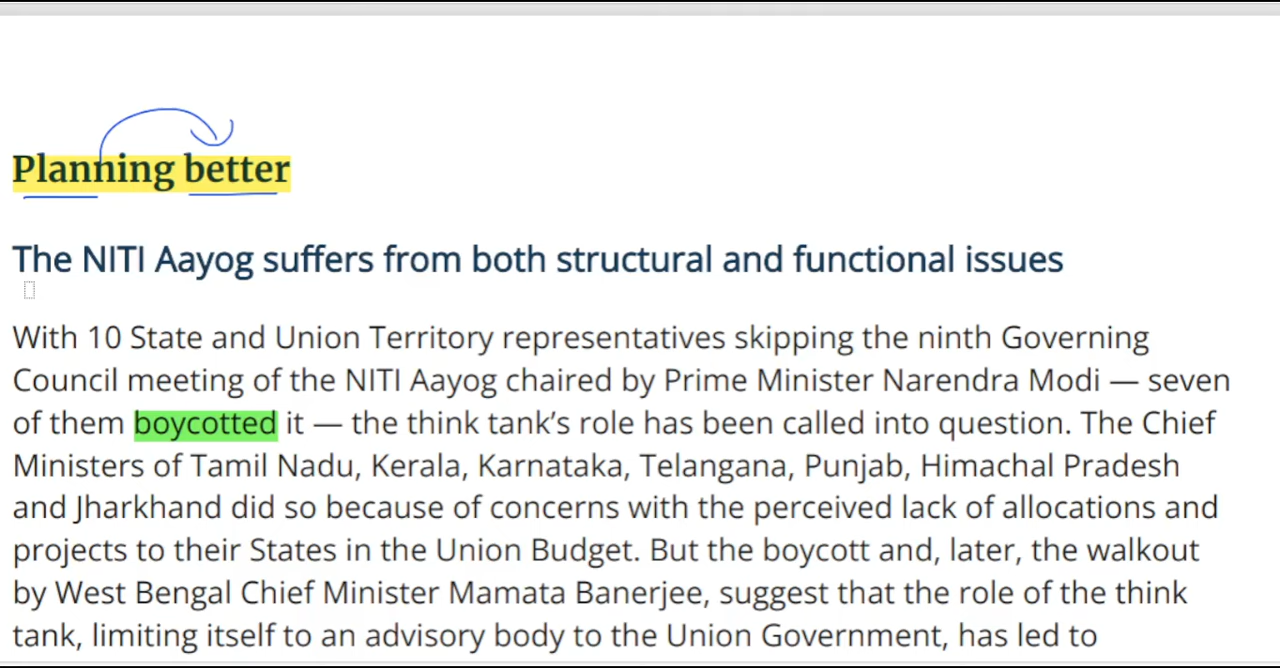 Planning better
The NITI Aayog suffers from both structural and functional issues
With 10 State and Union Territory representatives skipping the ninth Governing
Council meeting of the NITI Aayog chaired by Prime Minister Narendra Modi — seven
of them boycotted it — the think tank’s role has been called into question. The Chief
Ministers of Tamil Nadu, Kerala, Karnataka, Telangana, Punjab, Himachal Pradesh
and Jharkhand did so because of concerns with the perceived lack of allocations and
projects to their States in the Union Budget. But the boycott and, later, the walkout
by West Bengal Chief Minister Mamata Banerjee, suggest that the role of the think
tank, limiting itself to an advisory body to the Union Government, has led to